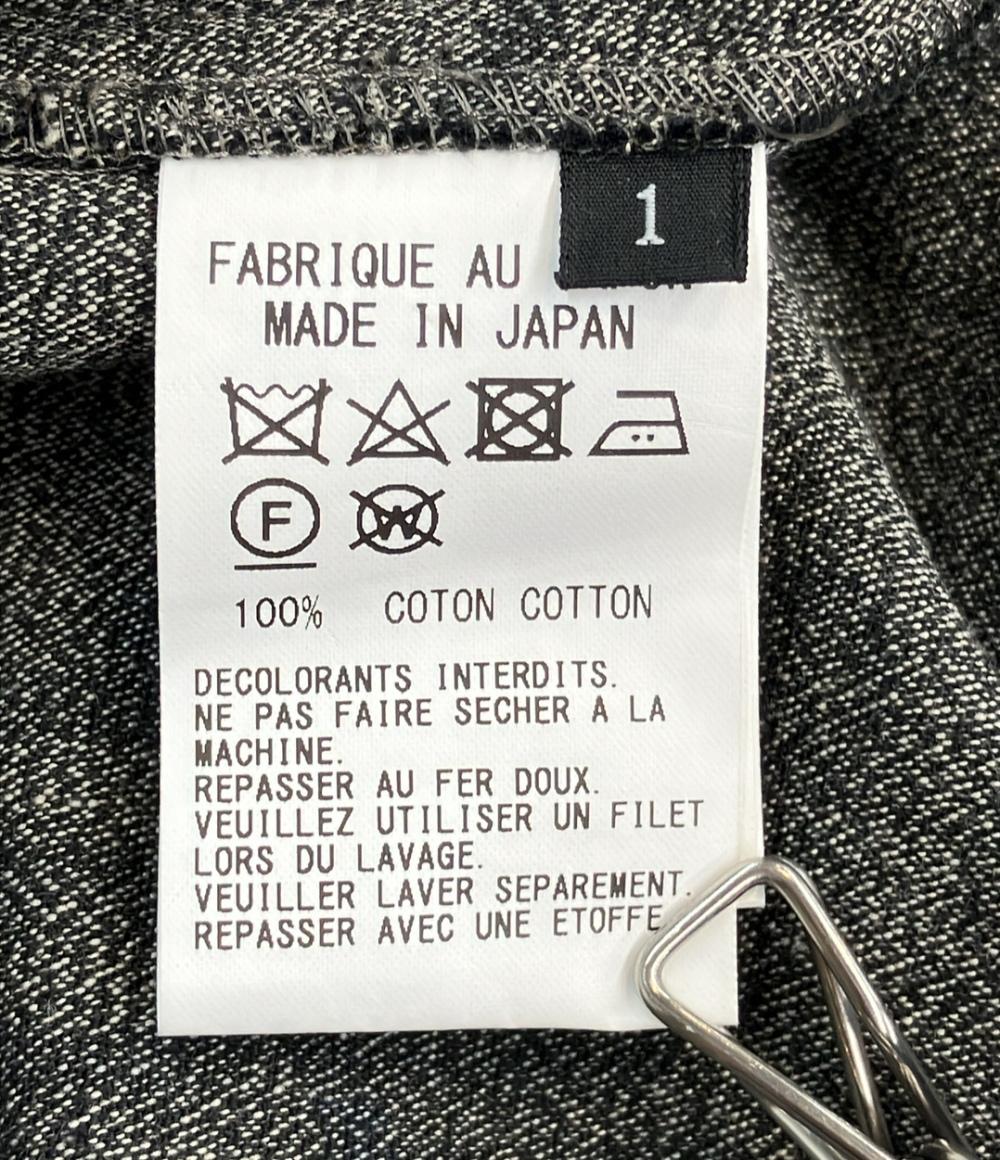 1
FABRIQUE AU
MADE IN JAPAN
F
W
100% COTON COTTON
DECOLORANTS INTERDITS.
NE PAS FAIRE SECHER A LA
MACHINE.
REPASSER AU FER DOUX.
VEUILLEZ UTILISER UN FILET
LORS DU LAVAGE.
VEUILLER LAVER SEPAREMENT.
REPASSER AVEC UNE ETOFFE